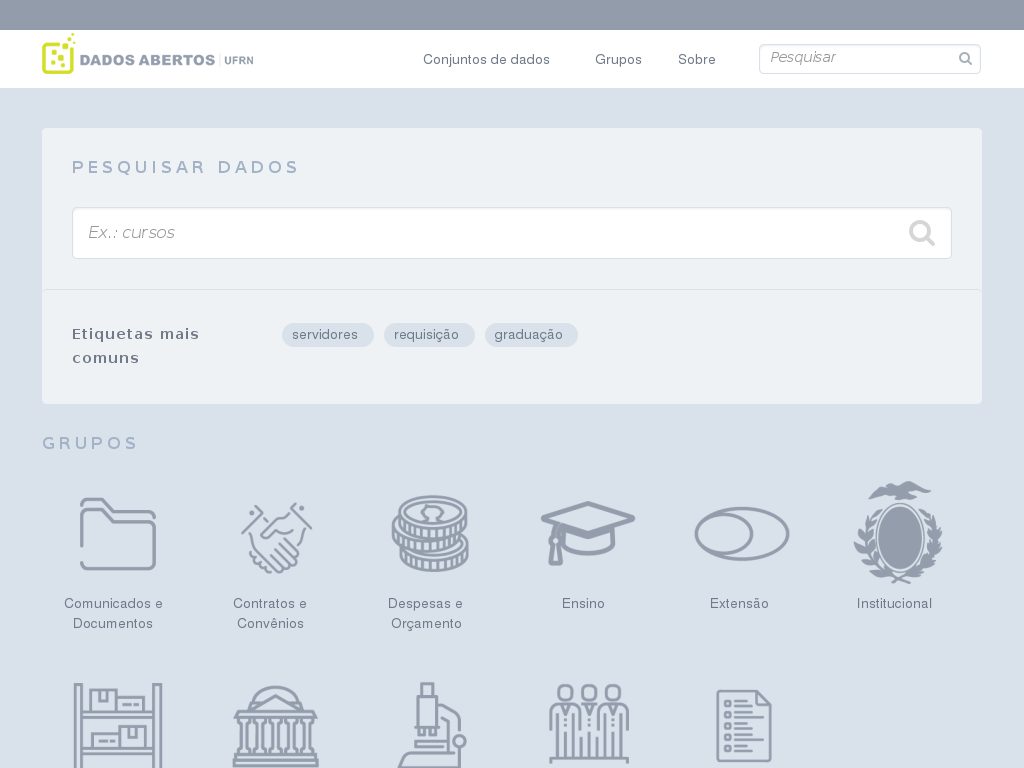 DADOS ABERTOS UFRN
Conjuntos de dados
Grupos
Sobre
Pesquisar
PESQUISAR DADOS
Ex.: cursos
Etiquetas mais
comuns
servidores
requisição
graduação
GRUPOS
Comunicados e
Documentos
Contratos e
Convênios
Despesas e
Orçamento
Ensino
Extensão
Institucional